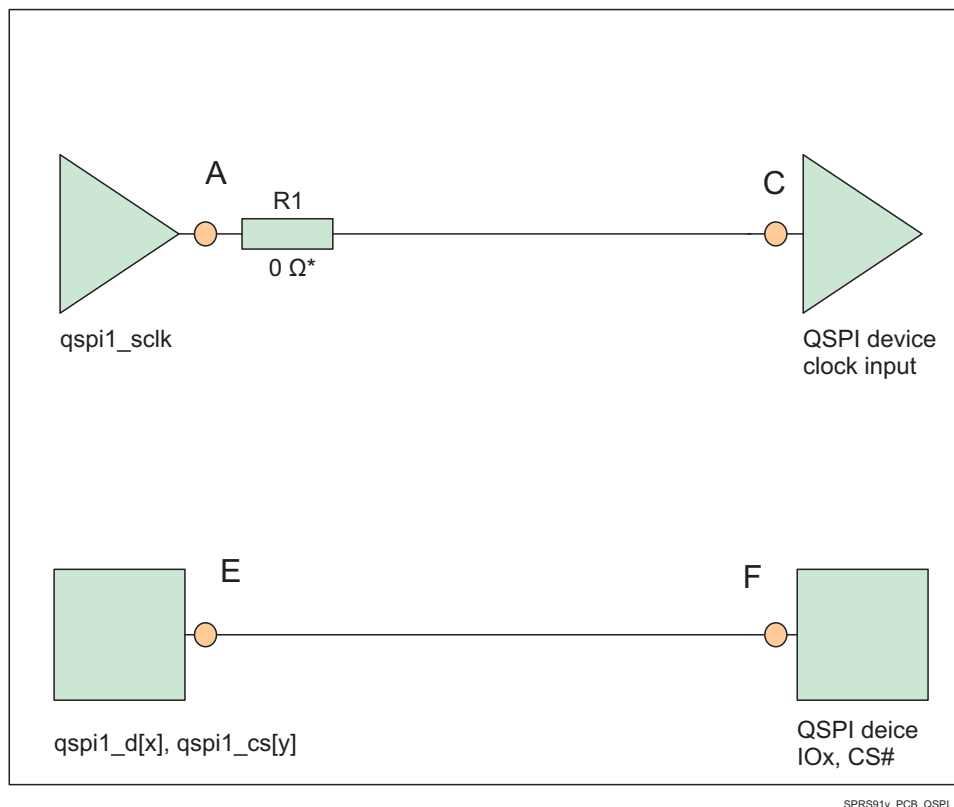 A
R1
C
0 Ω*
qspi1_sclk
QSPI device
clock input
E
F
qspi1_d[x], qspi1_cs[y]
QSPI deice
IOx, CS#
SPRS91v_PCB_QSPI